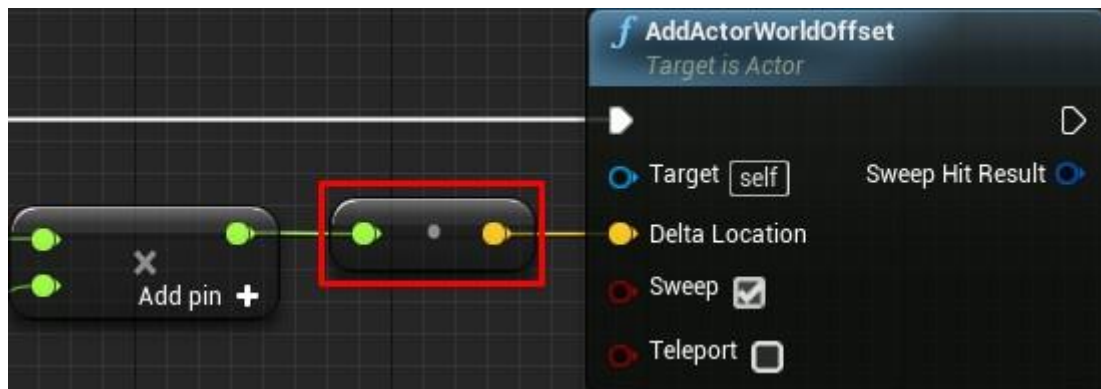 f AddActorWorldOffset
Target is Actor
Target self
Sweep Hit Result
Delta Location
Add pin +
Sweep
Teleport